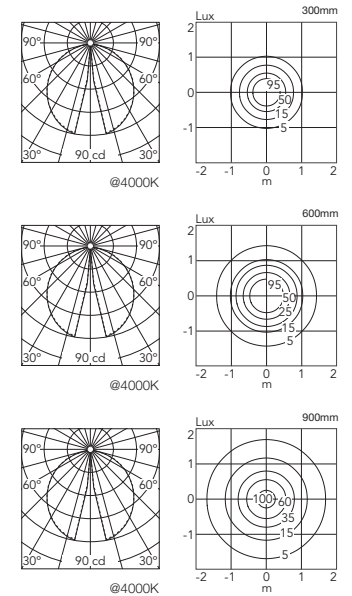 300mm
Lux
90° 90°
60° 60°
30° 90 cd 30°
@4000K
2
1
0
-1
95
50
15
5
-2 -1 0 1 2
m
600mm
Lux
90° 90°
60° 60°
30° 90 cd 30°
@4000K
2
1
0
-1
95
50
25
15
5
-2 -1 0 1 2
m
900mm
Lux
90° 90°
60° 60°
30° 90 cd 30°
@4000K
2
1
0
-1
100
60
35
15
5
-2 -1 0 1 2
m